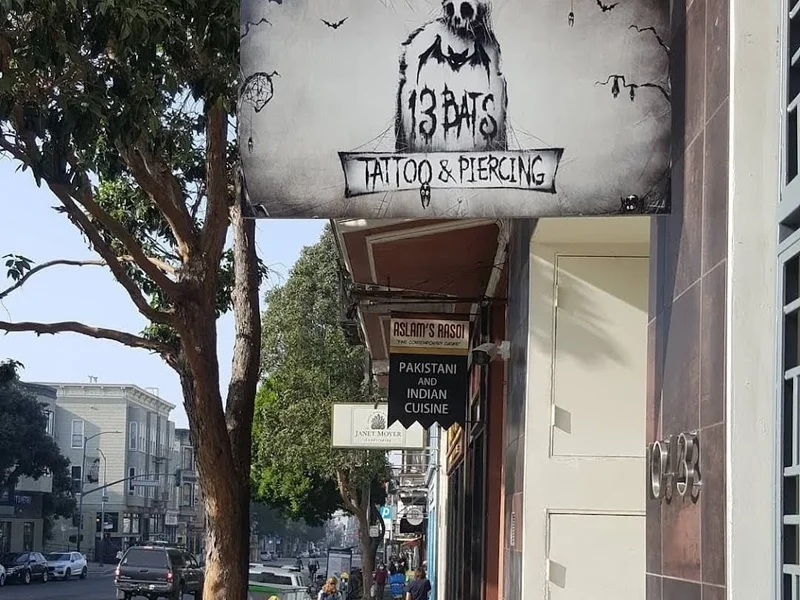 13 BATS
TATTOO & PIERCING
ASLAM'S RASOI
PAKISTANI
AND
INDIAN
CUISINE
JANET MOYER
P